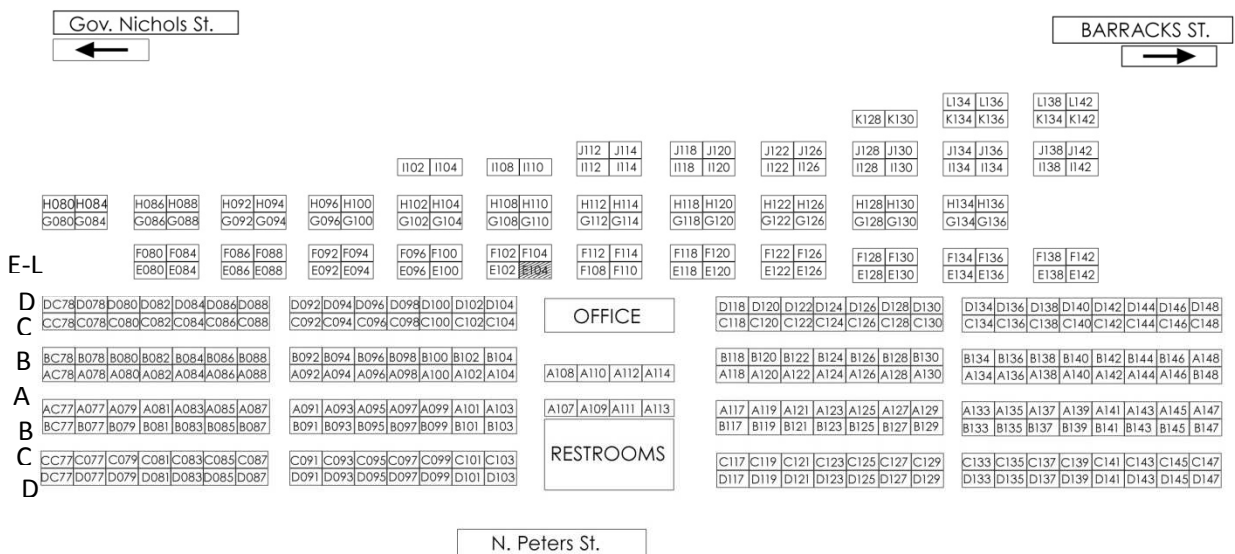 Gov. Nichols St.
BARRACKS ST.
L134 L136 L138 L142
K128 K130 K134 K136 K134 K142
J112 J114 J118 J120 J122 J126 J128 J130 J134 J136 J138 J142
I102 I104 I108 I110 I112 I114 I118 I120 I122 I126 I128 I130 I134 I134 I138 I142
H080 H084 H086 H088 H092 H094 H096 H100 H102 H104 H108 H110 H112 H114 H118 H120 H122 H126 H128 H130 H134 H136
G080 G084 G086 G088 G092 G094 G096 G100 G102 G104 G108 G110 G112 G114 G118 G120 G122 G126 G128 G130 G134 G136
F080 F084 F086 F088 F092 F094 F096 F100 F102 F104 F112 F114 F118 F120 F122 F126 F128 F130 F134 F136 F138 F142
E-L E080 E084 E086 E088 E092 E094 E096 E100 E102 E104 F108 F110 E118 E120 E122 E126 E128 E130 E134 E136 E138 E142
D DC78 D078 D080 D082 D084 D086 D088 D092 D094 D096 D098 D100 D102 D104 D118 D120 D122 D124 D126 D128 D130 D134 D136 D138 D140 D142 D144 D146 D148
C CC78 C078 C080 C082 C084 C086 C088 C092 C094 C096 C098 C100 C102 C104 OFFICE C118 C120 C122 C124 C126 C128 C130 C134 C136 C138 C140 C142 C144 C146 C148
B BC78 B078 B080 B082 B084 B086 B088 B092 B094 B096 B098 B100 B102 B104 B118 B120 B122 B124 B126 B128 B130 B134 B136 B138 B140 B142 B144 B146 A148
AC78 A078 A080 A082 A084 A086 A088 A092 A094 A096 A098 A100 A102 A104 A108 A110 A112 A114 A118 A120 A122 A124 A126 A128 A130 A134 A136 A138 A140 A142 A144 A146 B148
A AC77 A077 A079 A081 A083 A085 A087 A091 A093 A095 A097 A099 A101 A103 A107 A109 A111 A113 A117 A119 A121 A123 A125 A127 A129 A133 A135 A137 A139 A141 A143 A145 A147
B BC77 B077 B079 B081 B083 B085 B087 B091 B093 B095 B097 B099 B101 B103 B117 B119 B121 B123 B125 B127 B129 B133 B135 B137 B139 B141 B143 B145 B147
C CC77 C077 C079 C081 C083 C085 C087 C091 C093 C095 C097 C099 C101 C103 RESTROOMS C117 C119 C121 C123 C125 C127 C129 C133 C135 C137 C139 C141 C143 C145 C147
D DC77 D077 D079 D081 D083 D085 D087 D091 D093 D095 D097 D099 D101 D103 D117 D119 D121 D123 D125 D127 D129 D133 D135 D137 D139 D141 D143 D145 D147
N. Peters St.